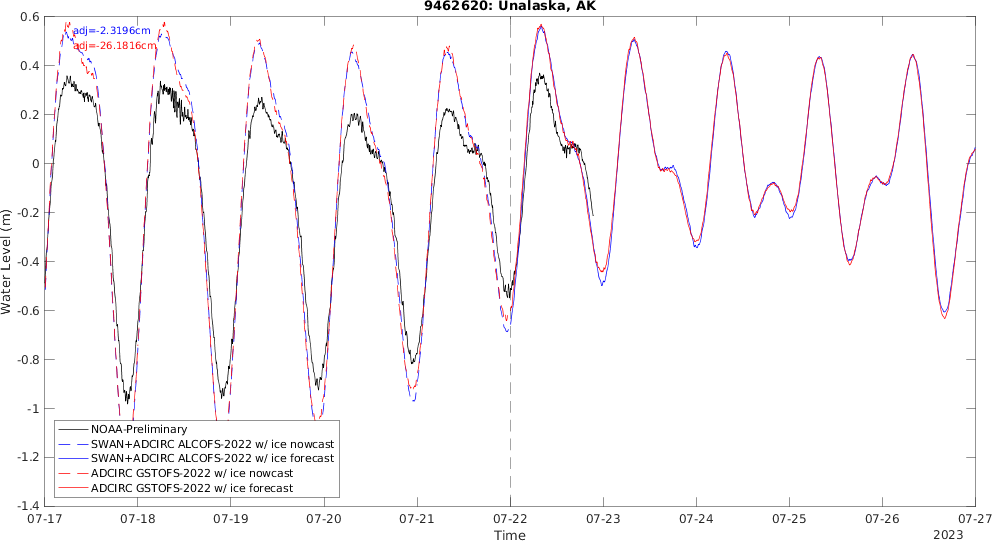 9462620: Unalaska, AK
adj=-2.3196cm
adj=-26.1816cm
Water Level (m)
0.6
0.4
0.2
0
-0.2
-0.4
-0.6
-0.8
-1
-1.2
-1.4
NOAA-Preliminary
SWAN+ADCIRC ALCOFS-2022 w/ ice nowcast
SWAN+ADCIRC ALCOFS-2022 w/ ice forecast
ADCIRC GSTOFS-2022 w/ ice nowcast
ADCIRC GSTOFS-2022 w/ ice forecast
07-17 07-18 07-19 07-20 07-21 07-22 07-23 07-24 07-25 07-26 07-27
Time
2023